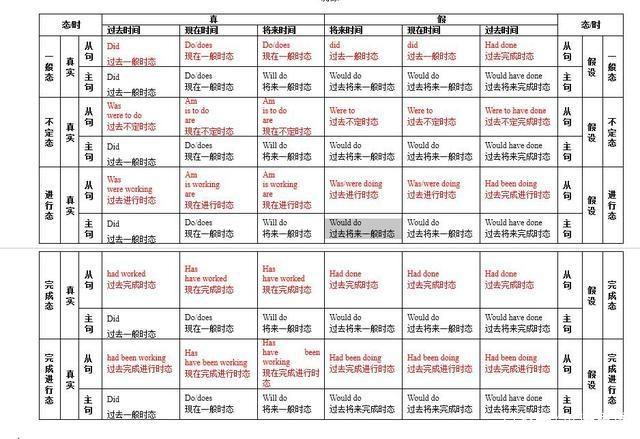 态/时 真 假 态/时
过去时间 现在时间 将来时间 将来时间 现在时间 过去时间
一般态 真实 从句 Did Do/does Do/does did did Had done 假设 一般态
过去一般时态 现在一般时态 现在一般时态 过去一般时态 过去一般时态 过去完成时态
主句 Did Do/does Will do Would do Would do Would have done
过去一般时态 现在一般时态 将来一般时态 过去将来一般时态 过去将来一般时态 过去将来完成时态
不定态 真实 从句 Was Am Am Were to Were to Were to have done 假设 不定态
were to do is to do is to do 过去不定时态 过去不定时态 过去不定完成时态
过去不定时态 are are
现在不定时态 现在不定时态
主句 Did Do/does Will do Would do Would do Would have done
过去一般时态 现在一般时态 将来一般时态 过去将来一般时态 过去将来一般时态 过去将来完成时态
进行态 真实 从句 Was Am Am Was/were doing Was/were doing Had been doing 假设 进行态
were working is working is working 过去进行时态 过去进行时态 过去完成进行时态
过去进行时态 are are
现在进行时态 现在进行时态
主句 Did Do/does Will do Would do Would do Would have done
过去一般时态 现在一般时态 将来一般时态 过去将来一般时态 过去将来一般时态 过去将来完成时态
完成态 真实 从句 had worked Has Has Had done Had done Had done 假设 完成态
过去完成时态 have worked have worked 过去完成时态 过去完成时态 过去完成时态
现在完成时态 现在完成时态
主句 Did Do/does Will do Would do Would do Would have done
过去一般时态 现在一般时态 将来一般时态 过去将来一般时态 过去将来一般时态 过去将来完成时态
完成进行态 真实 从句 had been working Has Has Had been doing Had been doing Had been doing 假设 完成进行态
过去完成进行时态 have been working have been working 过去完成进行时态 过去完成进行时态 过去完成进行时态
现在完成进行时态 现在完成进行时态
主句 Did Do/does Will do Would do Would do Would have done
过去一般时态 现在一般时态 将来一般时态 过去将来完成时态 过去将来完成时态 过去将来完成时态